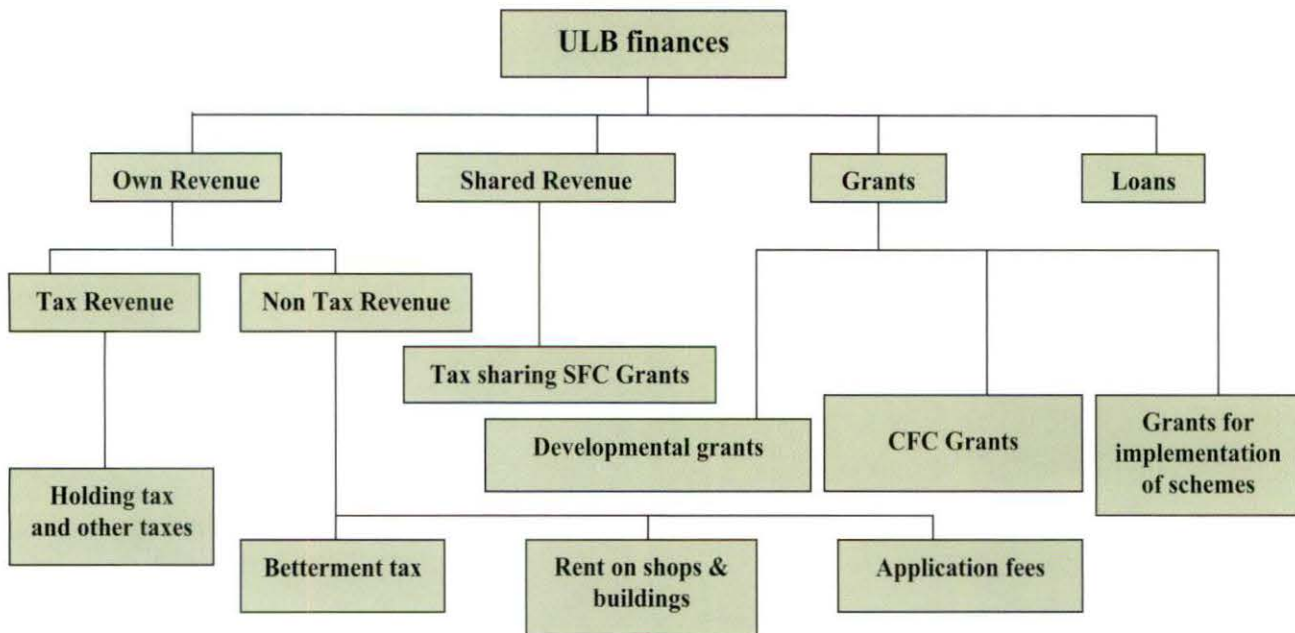 ULB finances
Own Revenue
Shared Revenue
Grants
Loans
Tax Revenue
Non Tax Revenue
Tax sharing SFC Grants
Developmental grants
CFC Grants
Grants for
implementation
of schemes
Holding tax
and other taxes
Betterment tax
Rent on shops &
buildings
Application fees